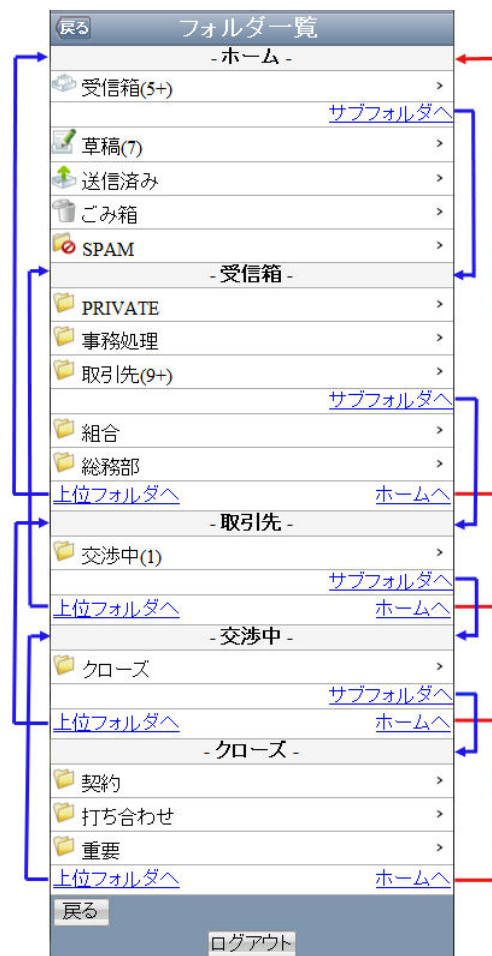 戻る フォルダ一覧
- ホーム -
受信箱(5+)
サブフォルダへ
草稿(7)
送信済み
ごみ箱
SPAM
- 受信箱 -
PRIVATE
事務処理
取引先(9+)
サブフォルダへ
組合
総務部
上位フォルダへ ホームへ
- 取引先 -
交渉中(1)
サブフォルダへ
上位フォルダへ ホームへ
- 交渉中 -
クローズ
サブフォルダへ
上位フォルダへ ホームへ
- クローズ -
契約
打ち合わせ
重要
上位フォルダへ ホームへ
戻る
ログアウト